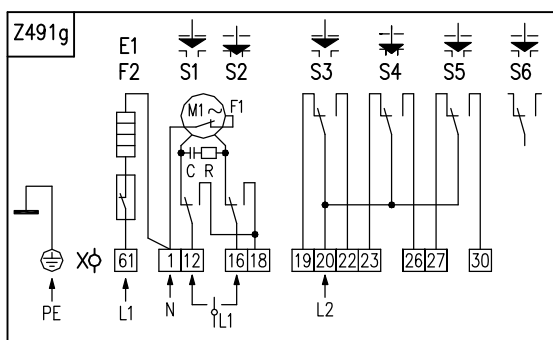 Z491g
E1
F2 S1 S2 S3 S4 S5 S6
M1 ~ F1
C R
X 61 1 12 16 18 19 20 22 23 26 27 30
PE L1 N L1 L2